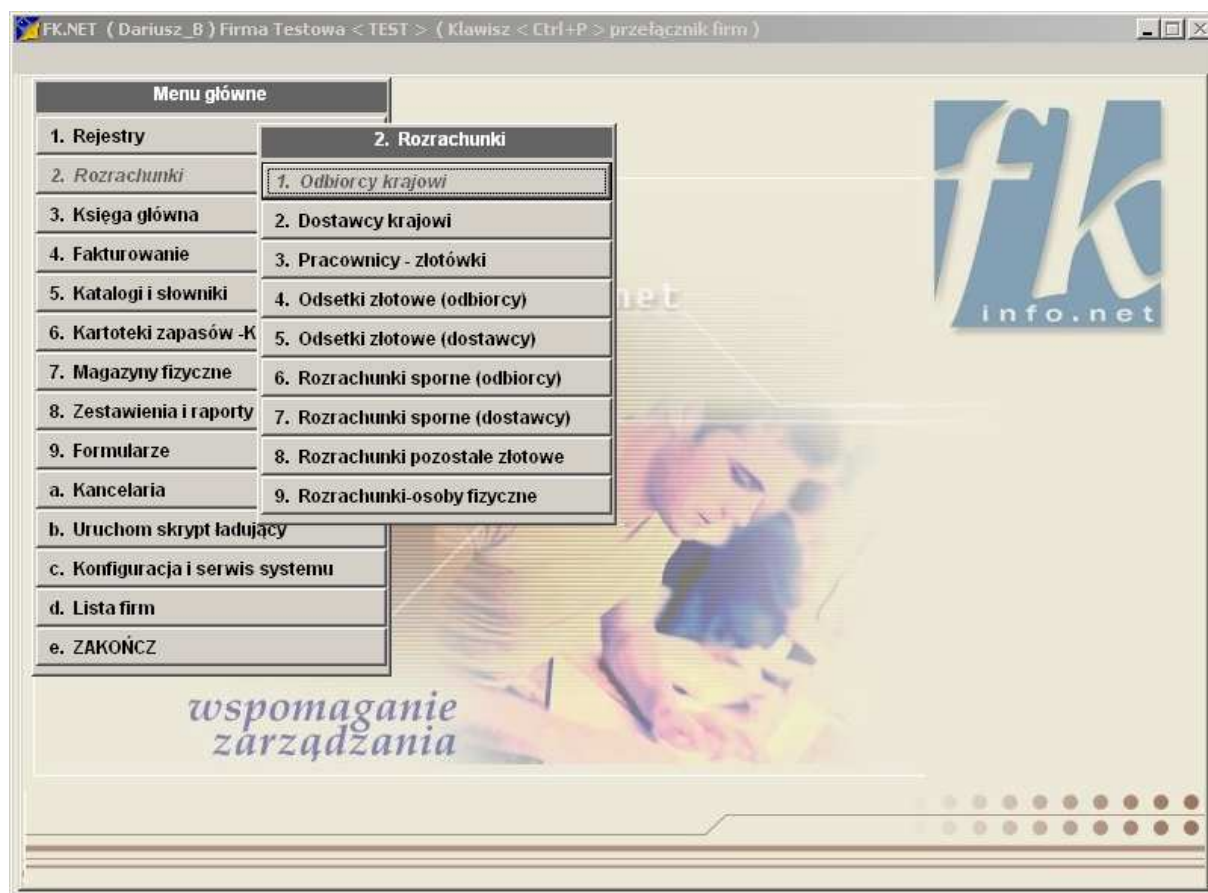 FK.NET ( Dariusz_B ) Firma Testowa < TEST > ( Klawisz < Ctrl+P > przełącznik firm )
Menu główne
1. Rejestry
2. Rozrachunki
3. Księga główna
4. Fakturowanie
5. Katalogi i słowniki
6. Kartoteki zapasów -K
7. Magazyny fizyczne
8. Zestawienia i raporty
9. Formularze
a. Kancelaria
b. Uruchom skrypt ładujący
c. Konfiguracja i serwis systemu
d. Lista firm
e. ZAKOŃCZ
2. Rozrachunki
1. Odbiorcy krajowi
2. Dostawcy krajowi
3. Pracownicy - złotówki
4. Odsetki złotowe (odbiorcy)
5. Odsetki złotowe (dostawcy)
6. Rozrachunki sporne (odbiorcy)
7. Rozrachunki sporne (dostawcy)
8. Rozrachunki pozostałe złotowe
9. Rozrachunki-osoby fizyczne
net
fk
info.net
wspomaganie
zarządzania